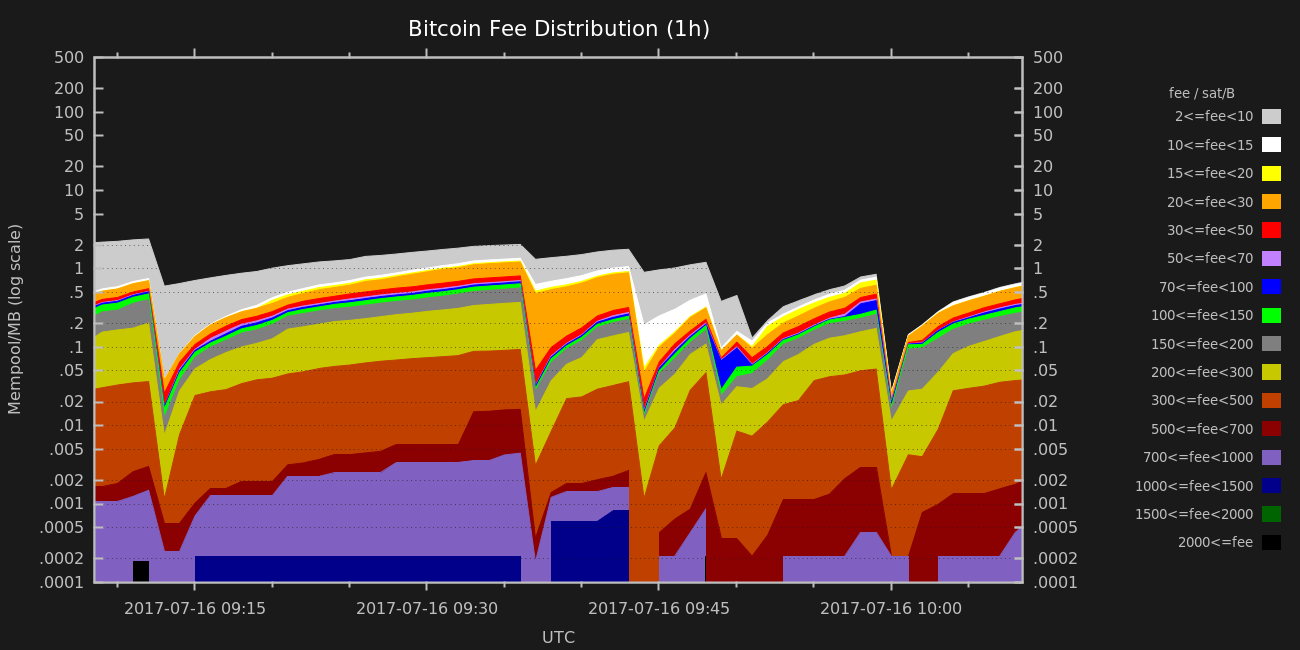 Bitcoin Fee Distribution (1h)
Mempool/MB (log scale)
500
200
100
50
20
10
5
2
1
.5
.2
.1
.05
.02
.01
.005
.002
.001
.0005
.0002
.0001
500
200
100
50
20
10
5
2
1
.5
.2
.1
.05
.02
.01
.005
.002
.001
.0005
.0002
.0001
2017-07-16 09:15
2017-07-16 09:30
2017-07-16 09:45
2017-07-16 10:00
UTC
fee / sat/B
2<=fee<10
10<=fee<15
15<=fee<20
20<=fee<30
30<=fee<50
50<=fee<70
70<=fee<100
100<=fee<150
150<=fee<200
200<=fee<300
300<=fee<500
500<=fee<700
700<=fee<1000
1000<=fee<1500
1500<=fee<2000
2000<=fee